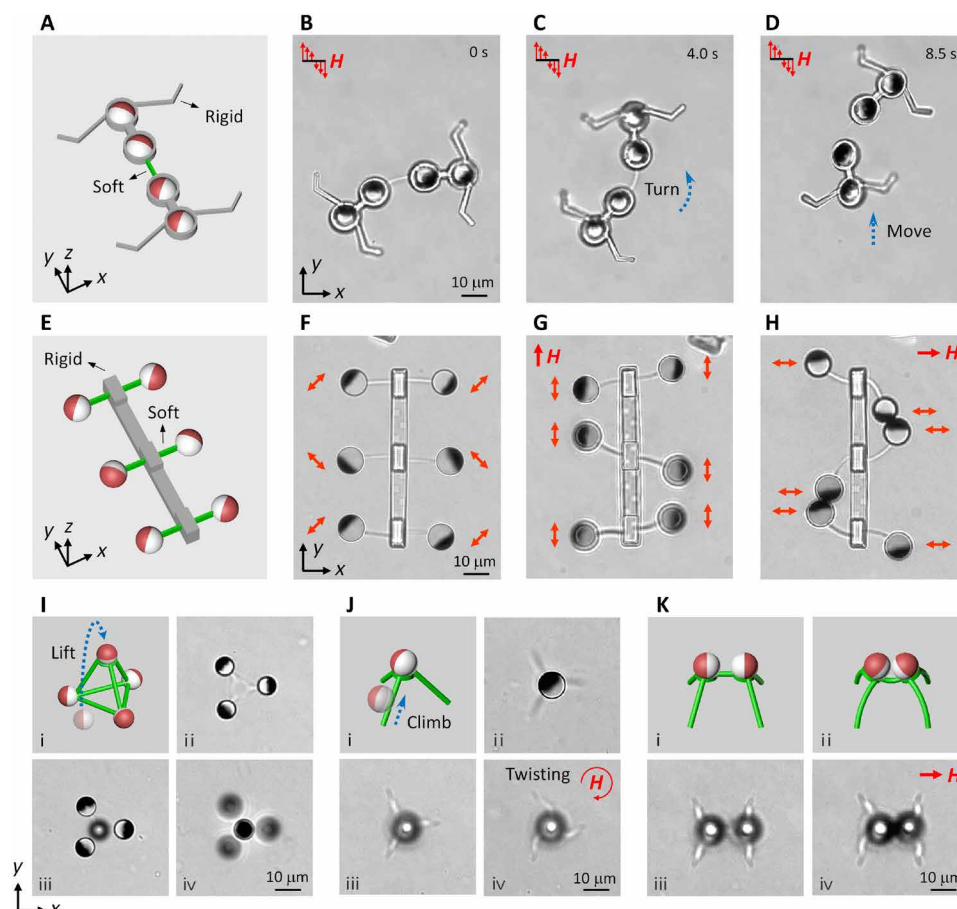 A
Rigid
Soft
y z x
B
H
0 s
y
x
10 μm
C
H
4.0 s
Turn
D
H
8.5 s
Move
E
Rigid
Soft
y z x
F
y
x
10 μm
G
H
H
H
I
Lift
i
ii
iii
iv
10 μm
J
Climb
i
ii
iii
Twisting
H
iv
10 μm
K
i
ii
iii
H
iv
10 μm
y
x